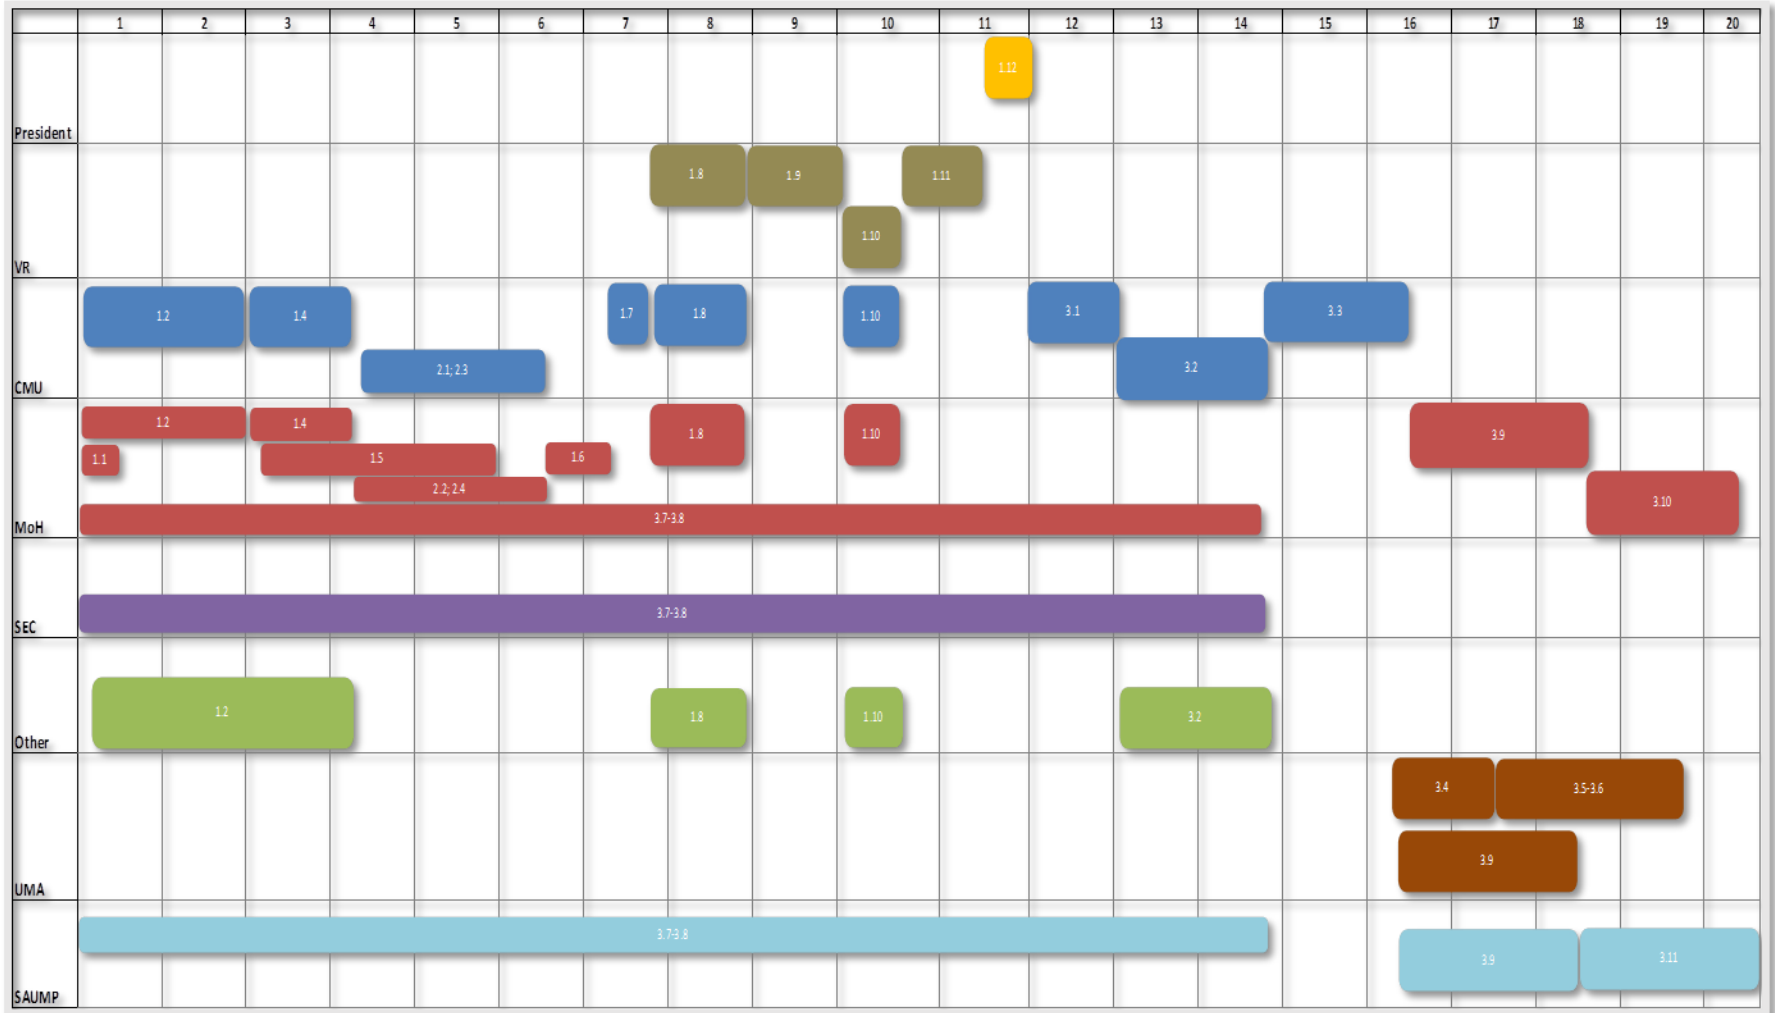 1 2 3 4 5 6 7 8 9 10 11 12 13 14 15 16 17 18 19 20
1.12
President
1.8 1.9 1.11
1.10
VR
1.2 1.4 1.7 1.8 1.10 3.1 3.3
2.1; 2.3 3.2
CMU
1.2 1.4 1.8 1.10 3.9
1.1 1.5 1.6
2.2; 2.4 3.10
3.7-3.8
MoH
3.7-3.8
SEC
1.2 1.8 1.10 3.2
Other
3.4 3.5-3.6
3.9
UMA
3.7-3.8
3.9 3.11
SAUMP